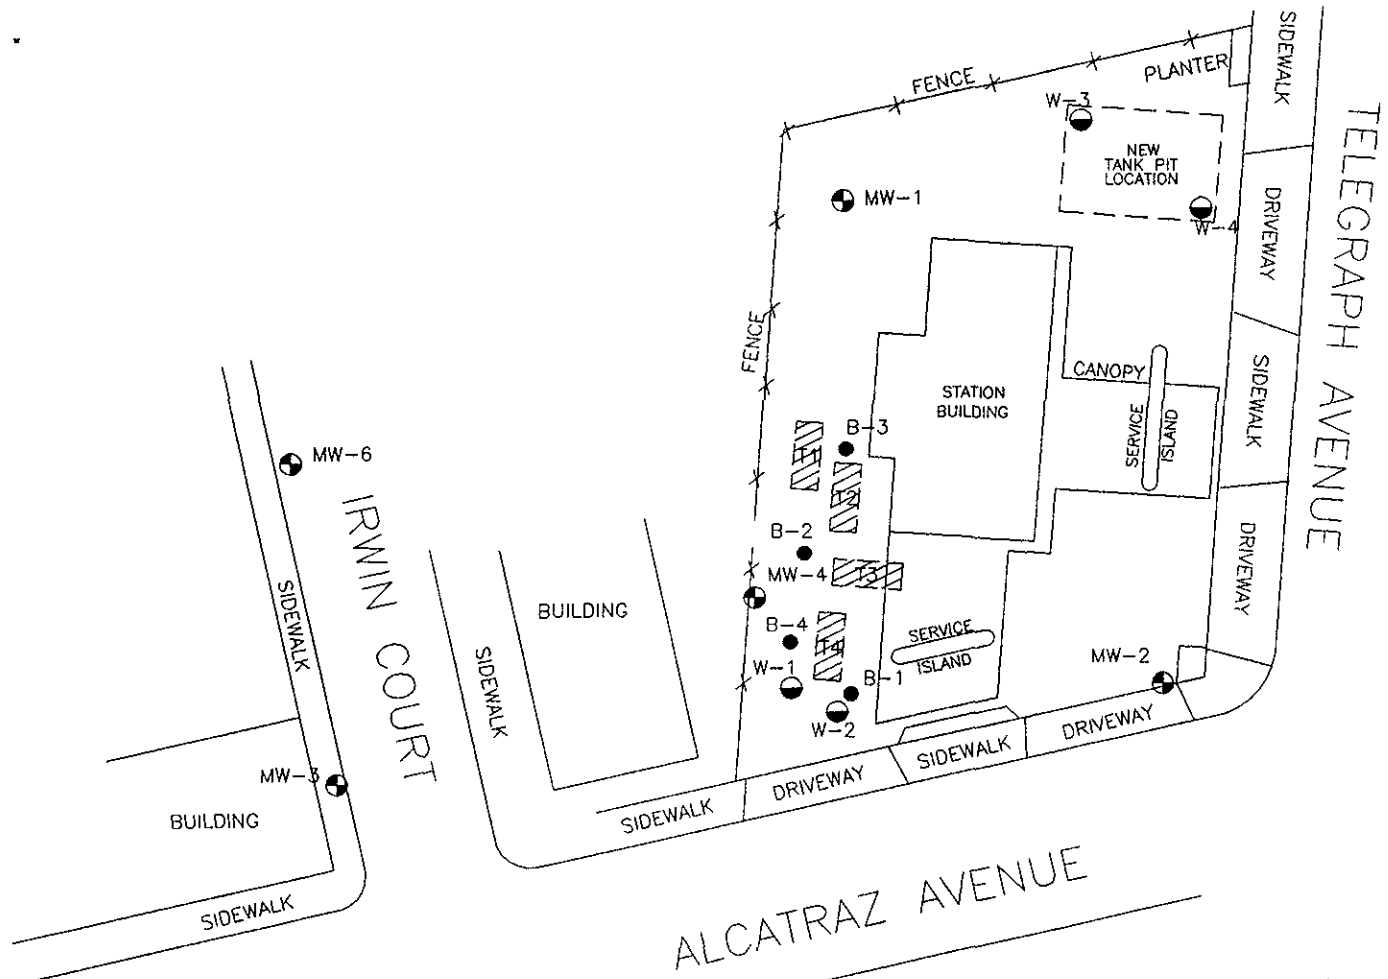 SIDEWALK
FENCE
PLANTER
W-3
NEW
TANK PIT
LOCATION
MW-1
W-4
DRIVEWAY
TELEGRAPH AVENUE
FENCE
CANOPY
STATION
BUILDING
SERVICE
ISLAND
SIDEWALK
B-3
T1
MW-6
T2
IRWIN COURT
B-2
DRIVEWAY
MW-4
T3
SIDEWALK
BUILDING
B-4
T4
SERVICE
ISLAND
SIDEWALK
W-1
B-1
MW-2
W-2
DRIVEWAY
SIDEWALK
MW-3
DRIVEWAY
BUILDING
SIDEWALK
SIDEWALK
ALCATRAZ AVENUE